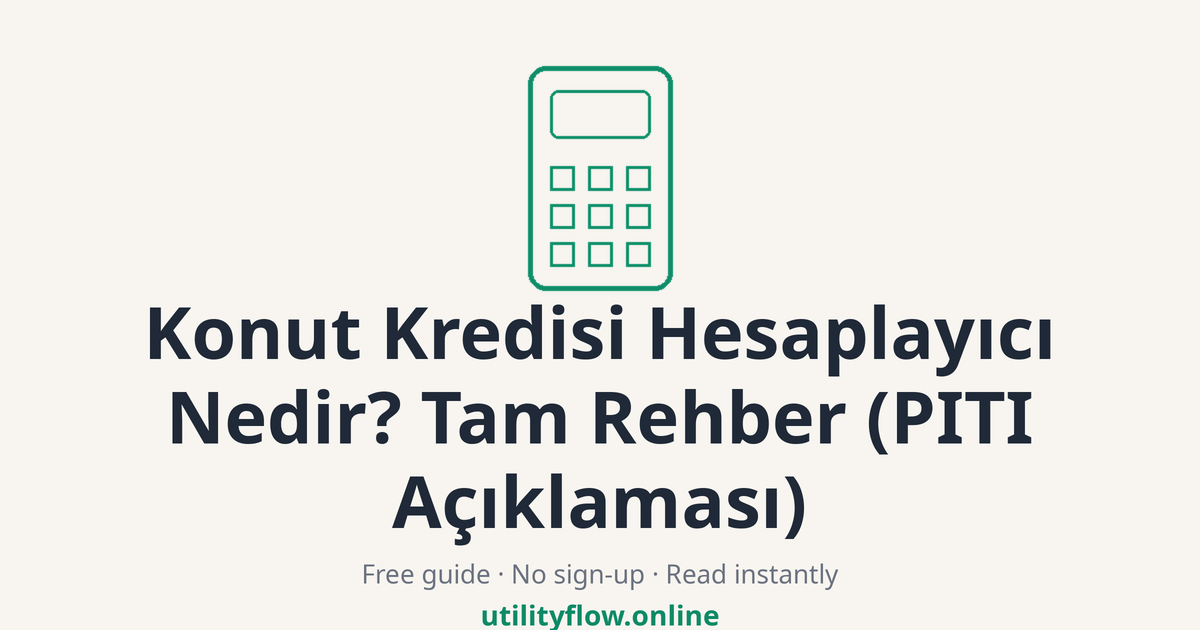 Konut Kredisi Hesaplayıcı
Nedir? Tam Rehber (PITI
Açıklaması)
Free guide · No sign-up · Read instantly
utilityflow.online